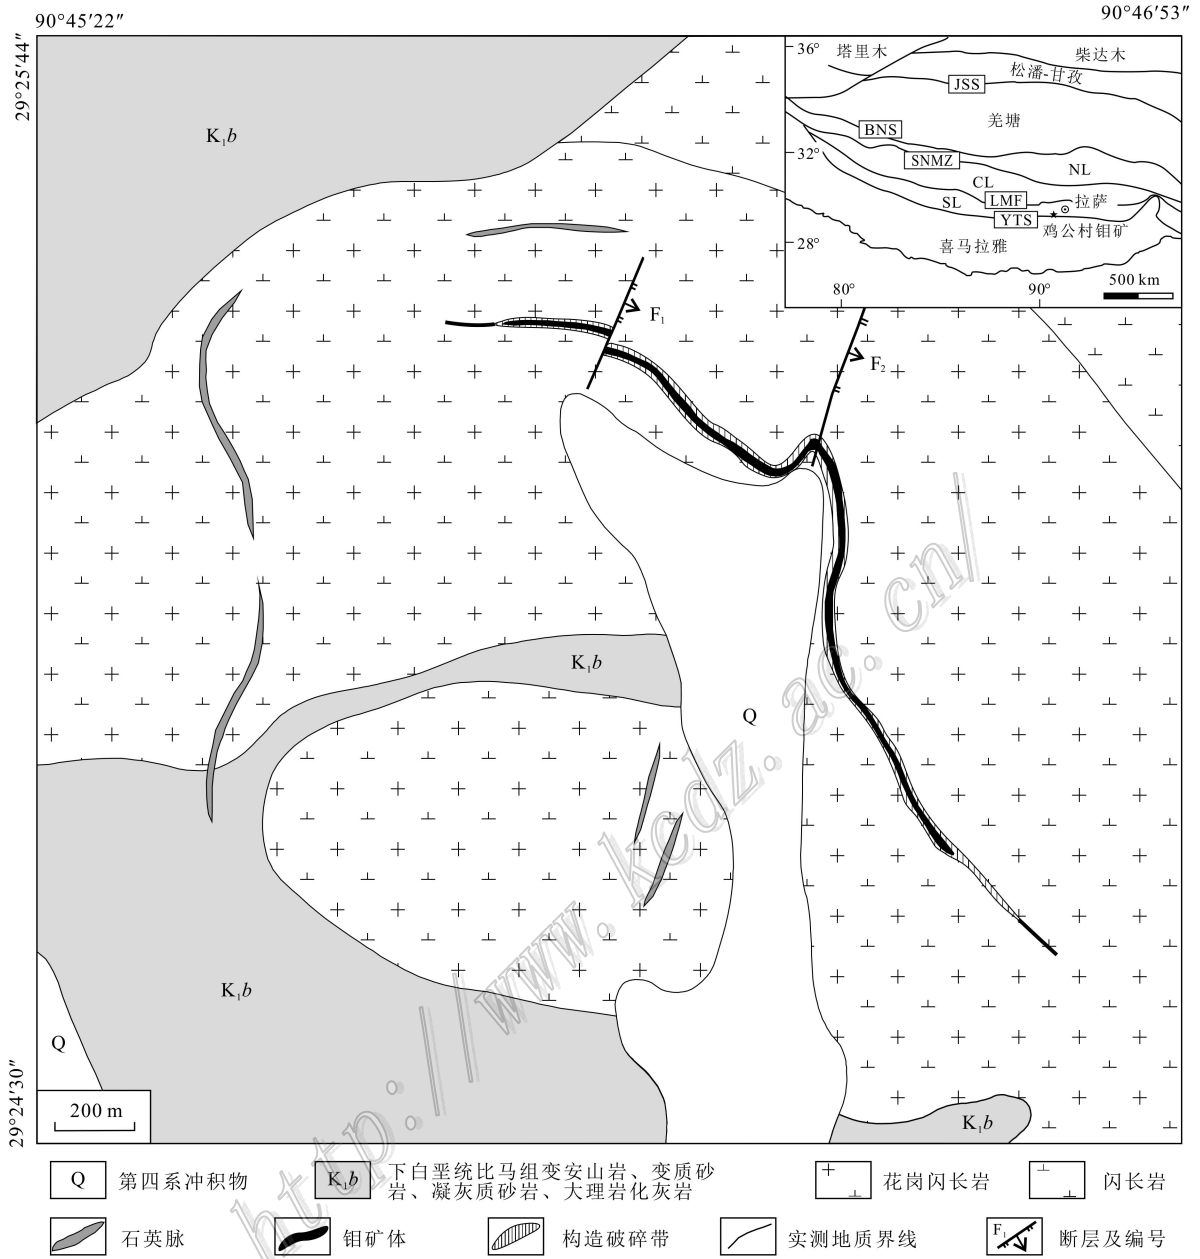 90°45′22″
90°46′53″
29°25′44″
29°24′30″
K₁b
36°
塔里木
柴达木
松潘-甘孜
JSS
羌塘
BNS
32°
SNMZ
NL
CL
LMF
拉萨
SL
YTS
鸡公村钼矿
28°
喜马拉雅
500 km
80°
90°
F₁
F₂
K₁b
Q
K₁b
Q
K₁b
200 m
http://www.kcdz.ac.cn/
Q 第四系冲积物
K₁b 下白垩统比马组变安山岩、变质砂
岩、凝灰质砂岩、大理岩化灰岩
花岗闪长岩
闪长岩
石英脉
钼矿体
构造破碎带
实测地质界线
F₁ 断层及编号